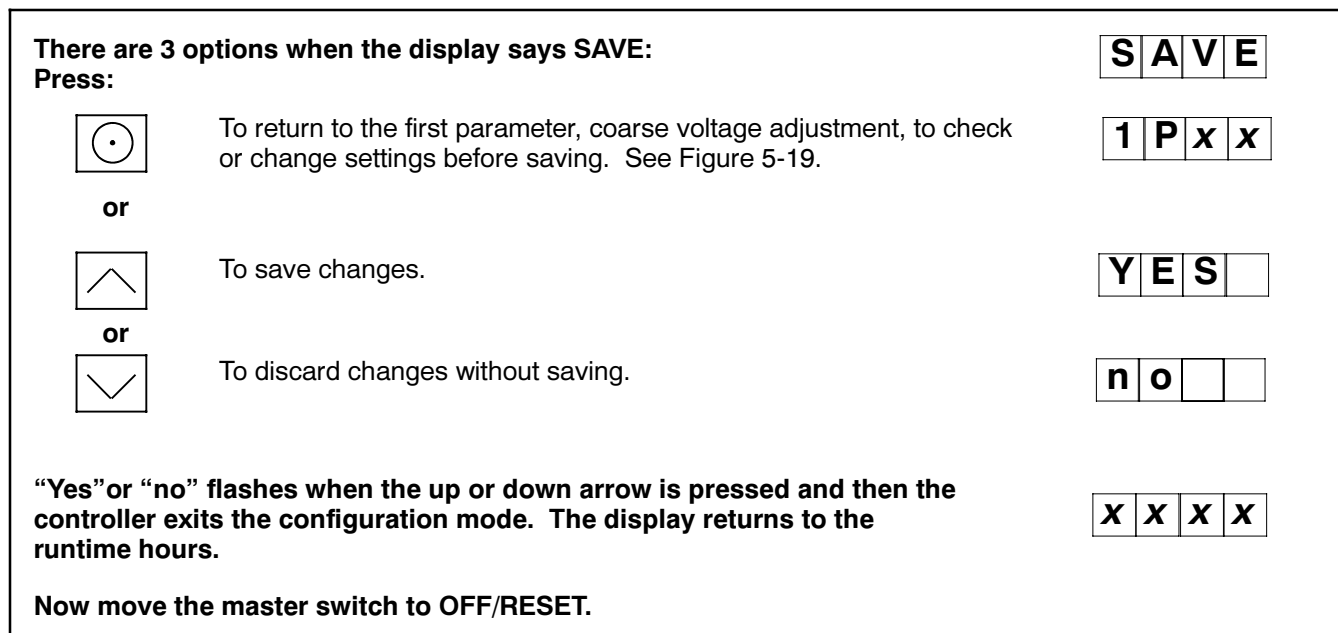 There are 3 options when the display says SAVE:
SAVE
Press:
To return to the first parameter, coarse voltage adjustment, to check
1Pxx
or change settings before saving. See Figure 5-19.
or
To save changes.
YES
or
To discard changes without saving.
no
“Yes”or “no” flashes when the up or down arrow is pressed and then the
controller exits the configuration mode. The display returns to the
xxxx
runtime hours.
Now move the master switch to OFF/RESET.